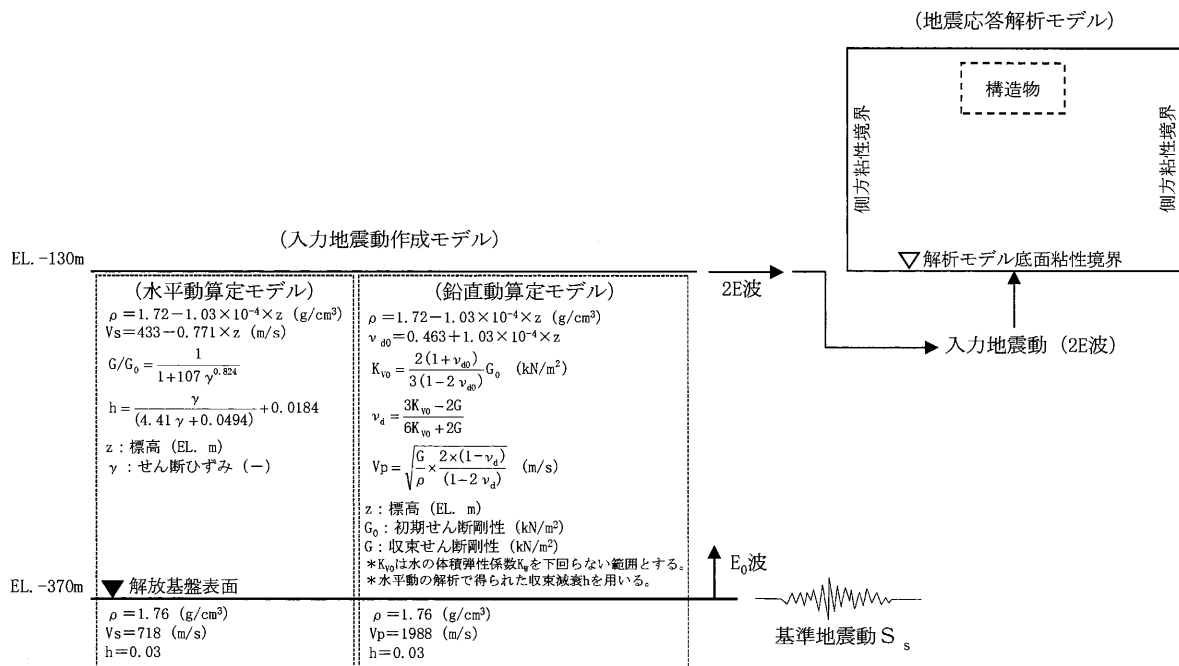 (地震応答解析モデル)
構造物
側方粘性境界
側方粘性境界
▽解析モデル底面粘性境界
(入力地震動作成モデル)
EL. -130m
2E波
入力地震動 (2E波)
(水平動算定モデル)
ρ=1.72-1.03×10⁻⁴×z (g/cm³)
Vs=433-0.771×z (m/s)
G/G₀= 1/(1+107 γ^0.824)
h= γ/(4.41 γ+0.0494) +0.0184
z:標高 (EL. m)
γ:せん断ひずみ (-)
(鉛直動算定モデル)
ρ=1.72-1.03×10⁻⁴×z (g/cm³)
ν_d0=0.463+1.03×10⁻⁴×z
K_V0= 2(1+ν_d0)/3(1-2ν_d0) G₀ (kN/m²)
ν_d= (3K_V0-2G)/(6K_V0+2G)
Vp=√(G/ρ × 2×(1-ν_d)/(1-2ν_d)) (m/s)
z:標高 (EL. m)
G₀:初期せん断剛性 (kN/m²)
G:収束せん断剛性 (kN/m²)
*K_V0は水の体積弾性係数K_Wを下回らない範囲とする。
*水平動の解析で得られた収束減衰hを用いる。
E₀波
EL. -370m
▼解放基盤表面
ρ=1.76 (g/cm³)
Vs=718 (m/s)
h=0.03
ρ=1.76 (g/cm³)
Vp=1988 (m/s)
h=0.03
基準地震動S_s